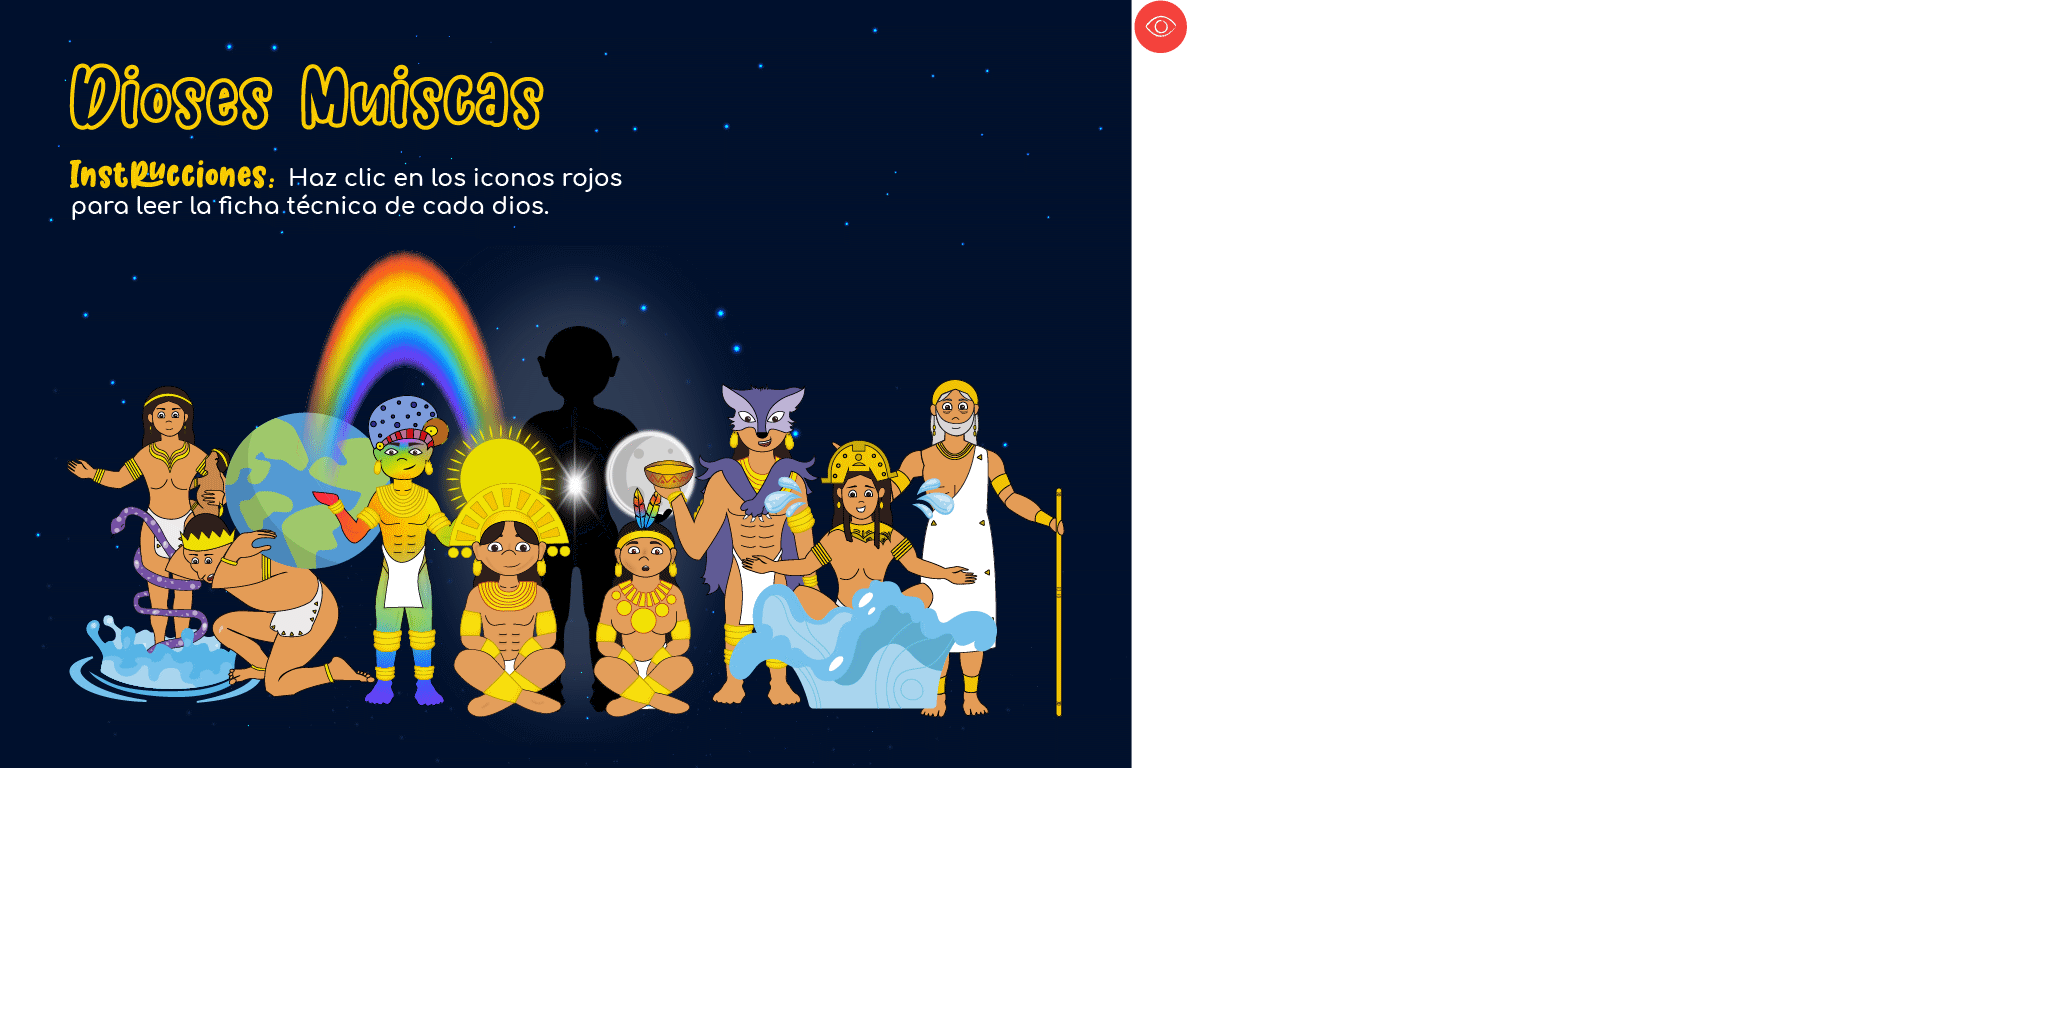 Dioses Muiscas
Instrucciones: Haz clic en los iconos rojos
para leer la ficha técnica de cada dios.